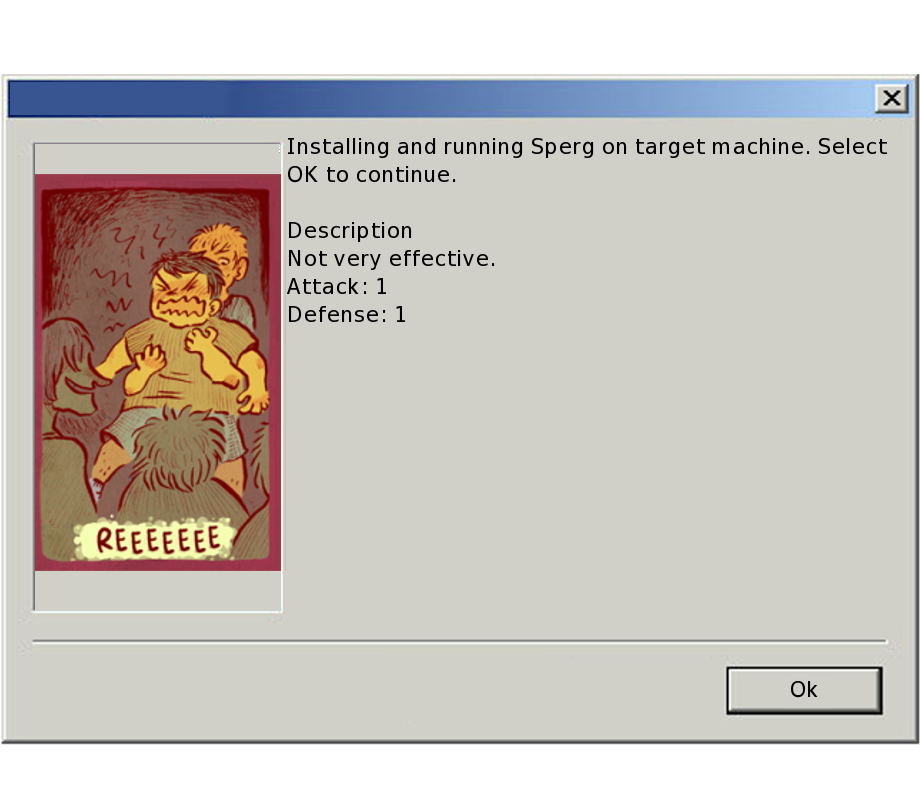 Installing and running Sperg on target machine. Select
OK to continue.
Description
Not very effective.
Attack: 1
Defense: 1
REEEEEEE
Ok